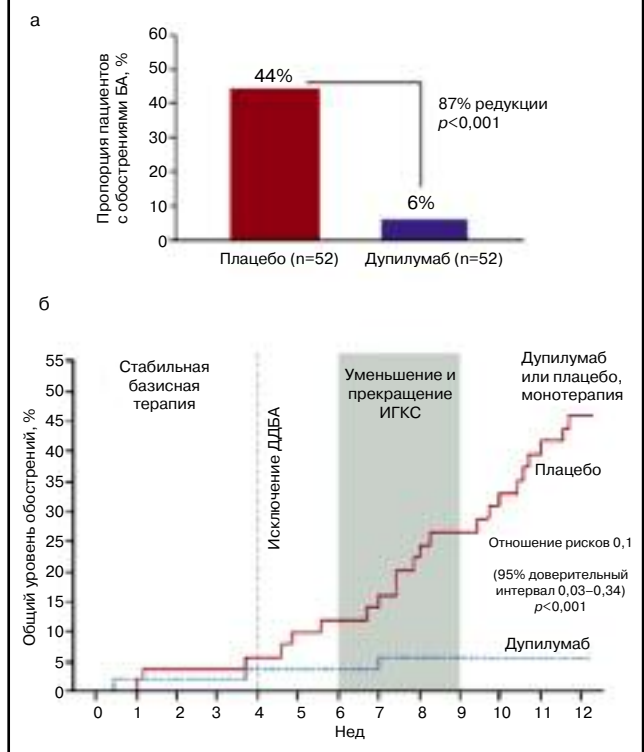 а
Пропорция пациентов
с обострениями БА, %
60
50
40
30
20
10
0
44%
6%
87% редукции
p<0,001
Плацебо (n=52)
Дупилумаб (n=52)
б
Общий уровень обострений, %
55
50
45
40
35
30
25
20
15
10
5
0
Стабильная
базисная
терапия
Исключение ДДБА
Уменьшение и
прекращение
ИГКС
Дупилумаб
или плацебо,
монотерапия
Плацебо
Отношение рисков 0,1
(95% доверительный
интервал 0,03–0,34)
p<0,001
Дупилумаб
0 1 2 3 4 5 6 7 8 9 10 11 12
Нед